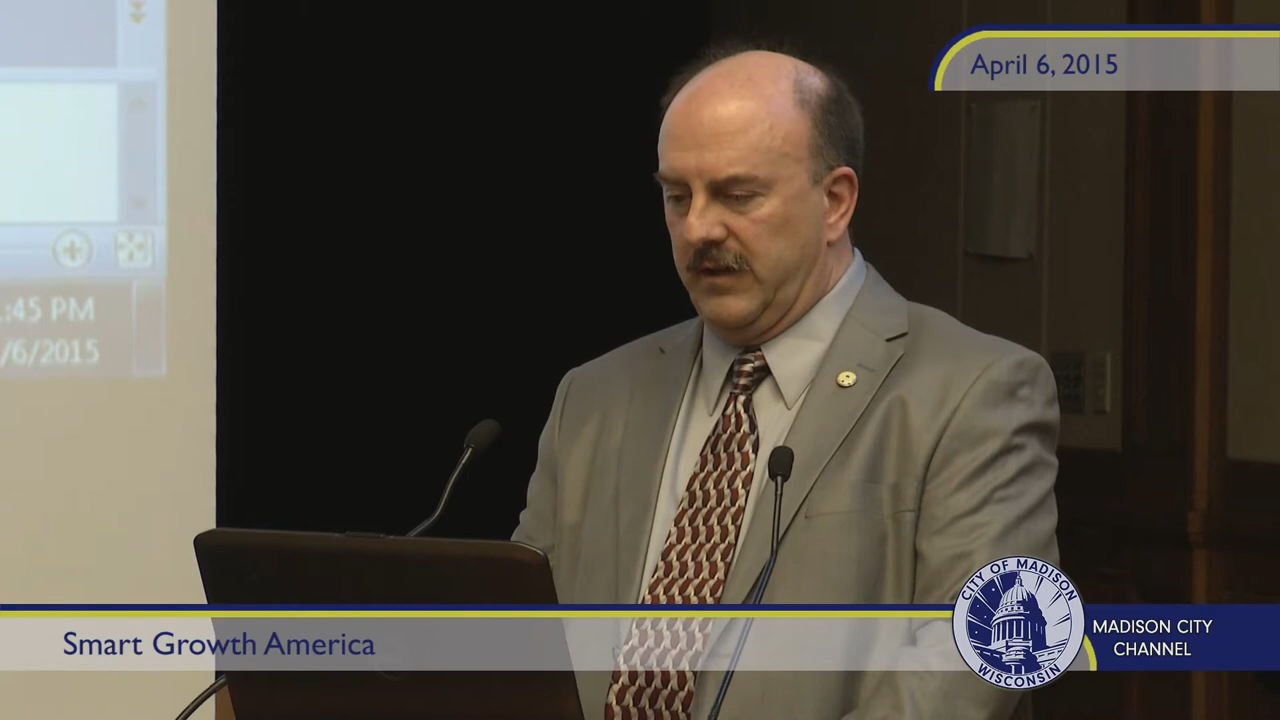 April 6, 2015
:45 PM
/6/2015
Smart Growth America
CITY OF MADISON
WISCONSIN
MADISON CITY
CHANNEL